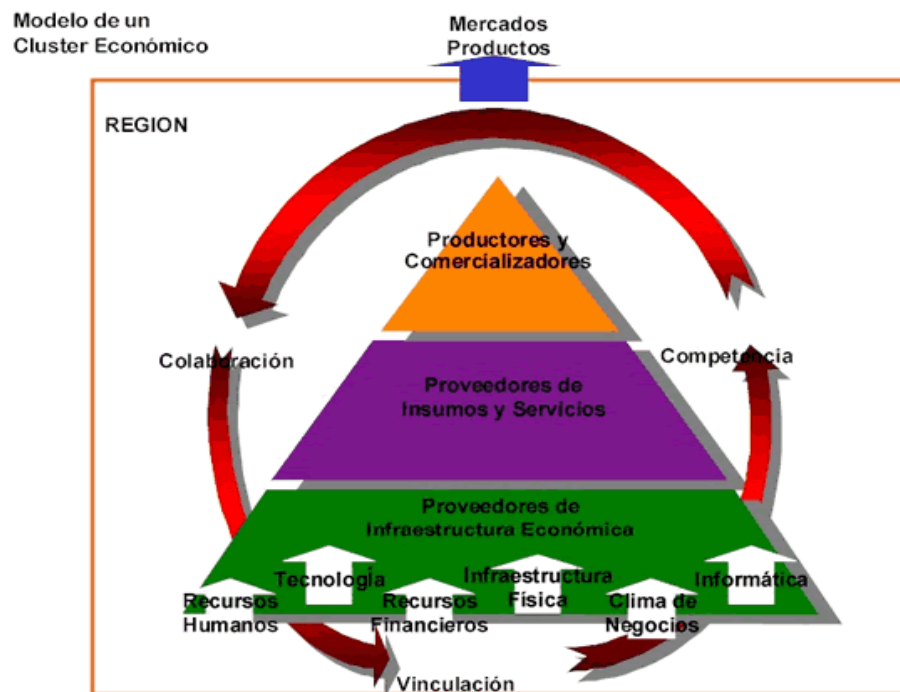 Modelo de un
Cluster Económico
Mercados
Productos
REGION
Productores y
Comercializadores
Colaboración
Competencia
Proveedores de
Insumos y Servicios
Proveedores de
Infraestructura Económica
Tecnología
Infraestructura
Física
Informática
Recursos
Humanos
Recursos
Financieros
Clima de
Negocios
Vinculación